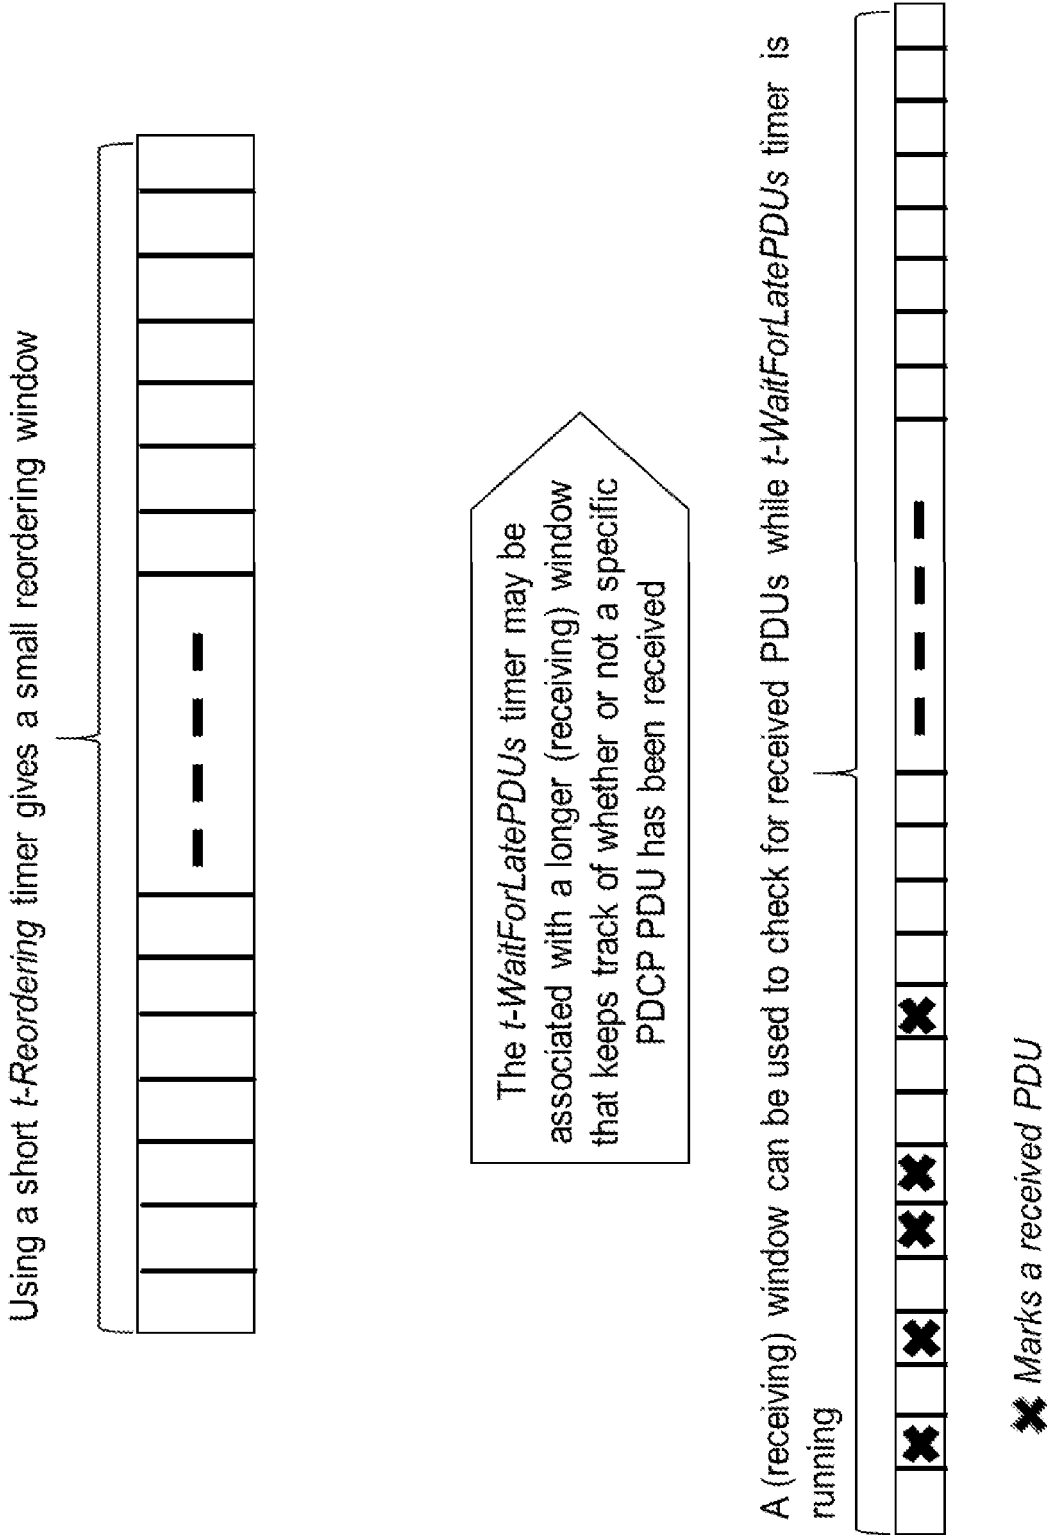 Using a short t-Reordering timer gives a small reordering window
The t-WaitForLatePDUs timer may be
associated with a longer (receiving) window
that keeps track of whether or not a specific
PDCP PDU has been received
A (receiving) window can be used to check for received PDUs while t-WaitForLatePDUs timer is
running
Marks a received PDU